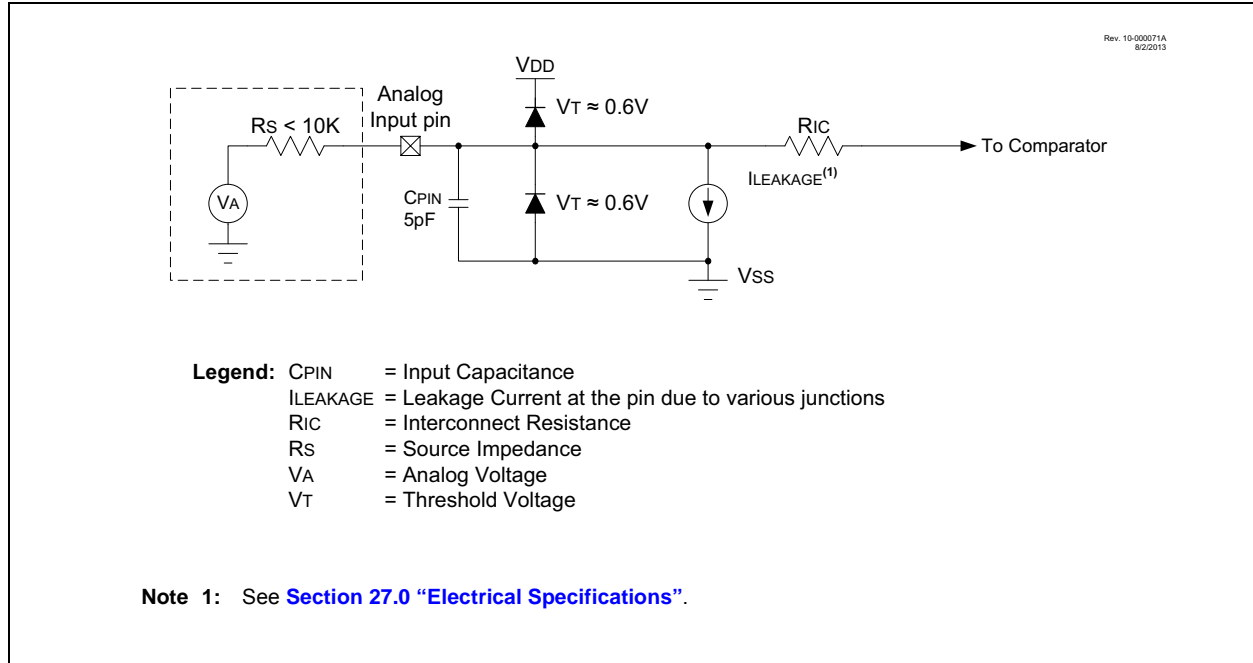 Rev. 10-000071A
8/2/2013
VDD
Analog
Input pin
VT ≈ 0.6V
RS < 10K
RIC
To Comparator
ILEAKAGE(1)
VA
CPIN
5pF
VT ≈ 0.6V
VSS
Legend: CPIN = Input Capacitance
ILEAKAGE = Leakage Current at the pin due to various junctions
RIC = Interconnect Resistance
RS = Source Impedance
VA = Analog Voltage
VT = Threshold Voltage
Note 1: See Section 27.0 “Electrical Specifications”.